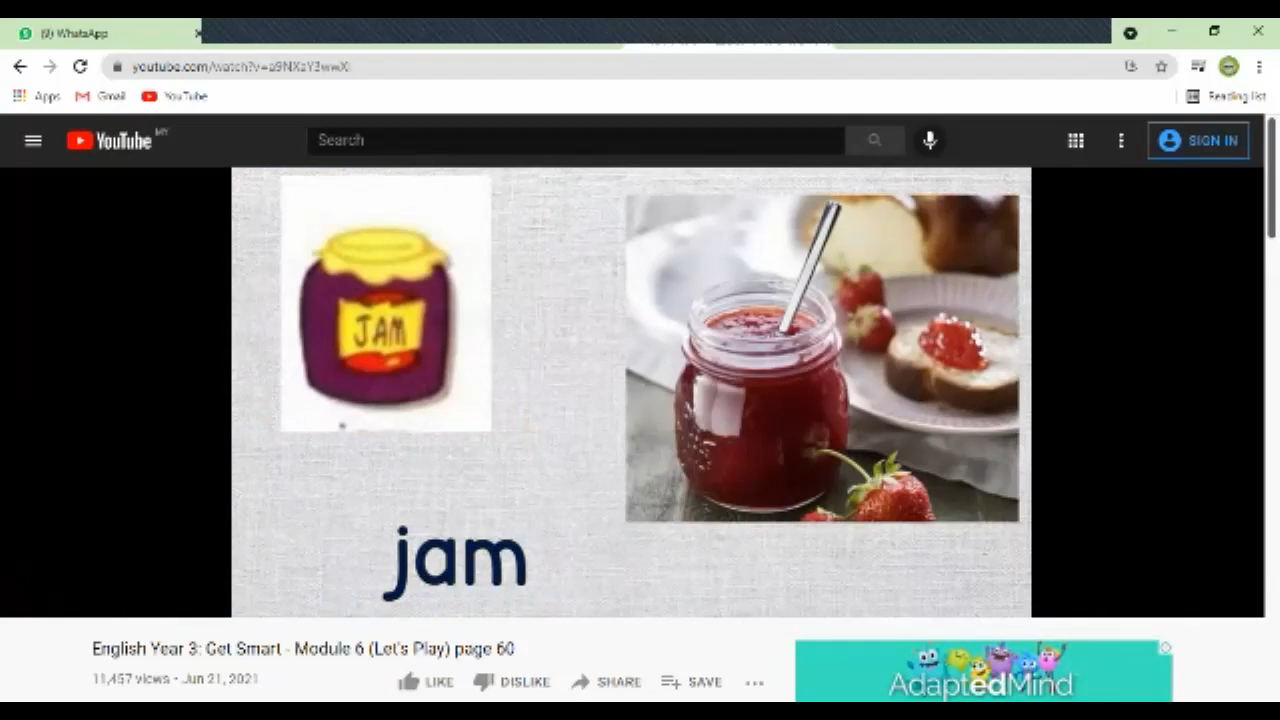 (9) WhatsApp
youtube.com/watch?v=a9NXzY3wwXI
Apps Gmail YouTube Reading list
YouTube MY Search SIGN IN
JAM
jam
English Year 3: Get Smart - Module 6 (Let's Play) page 60
11,457 views • Jun 21, 2021 LIKE DISLIKE SHARE SAVE
AdaptedMind